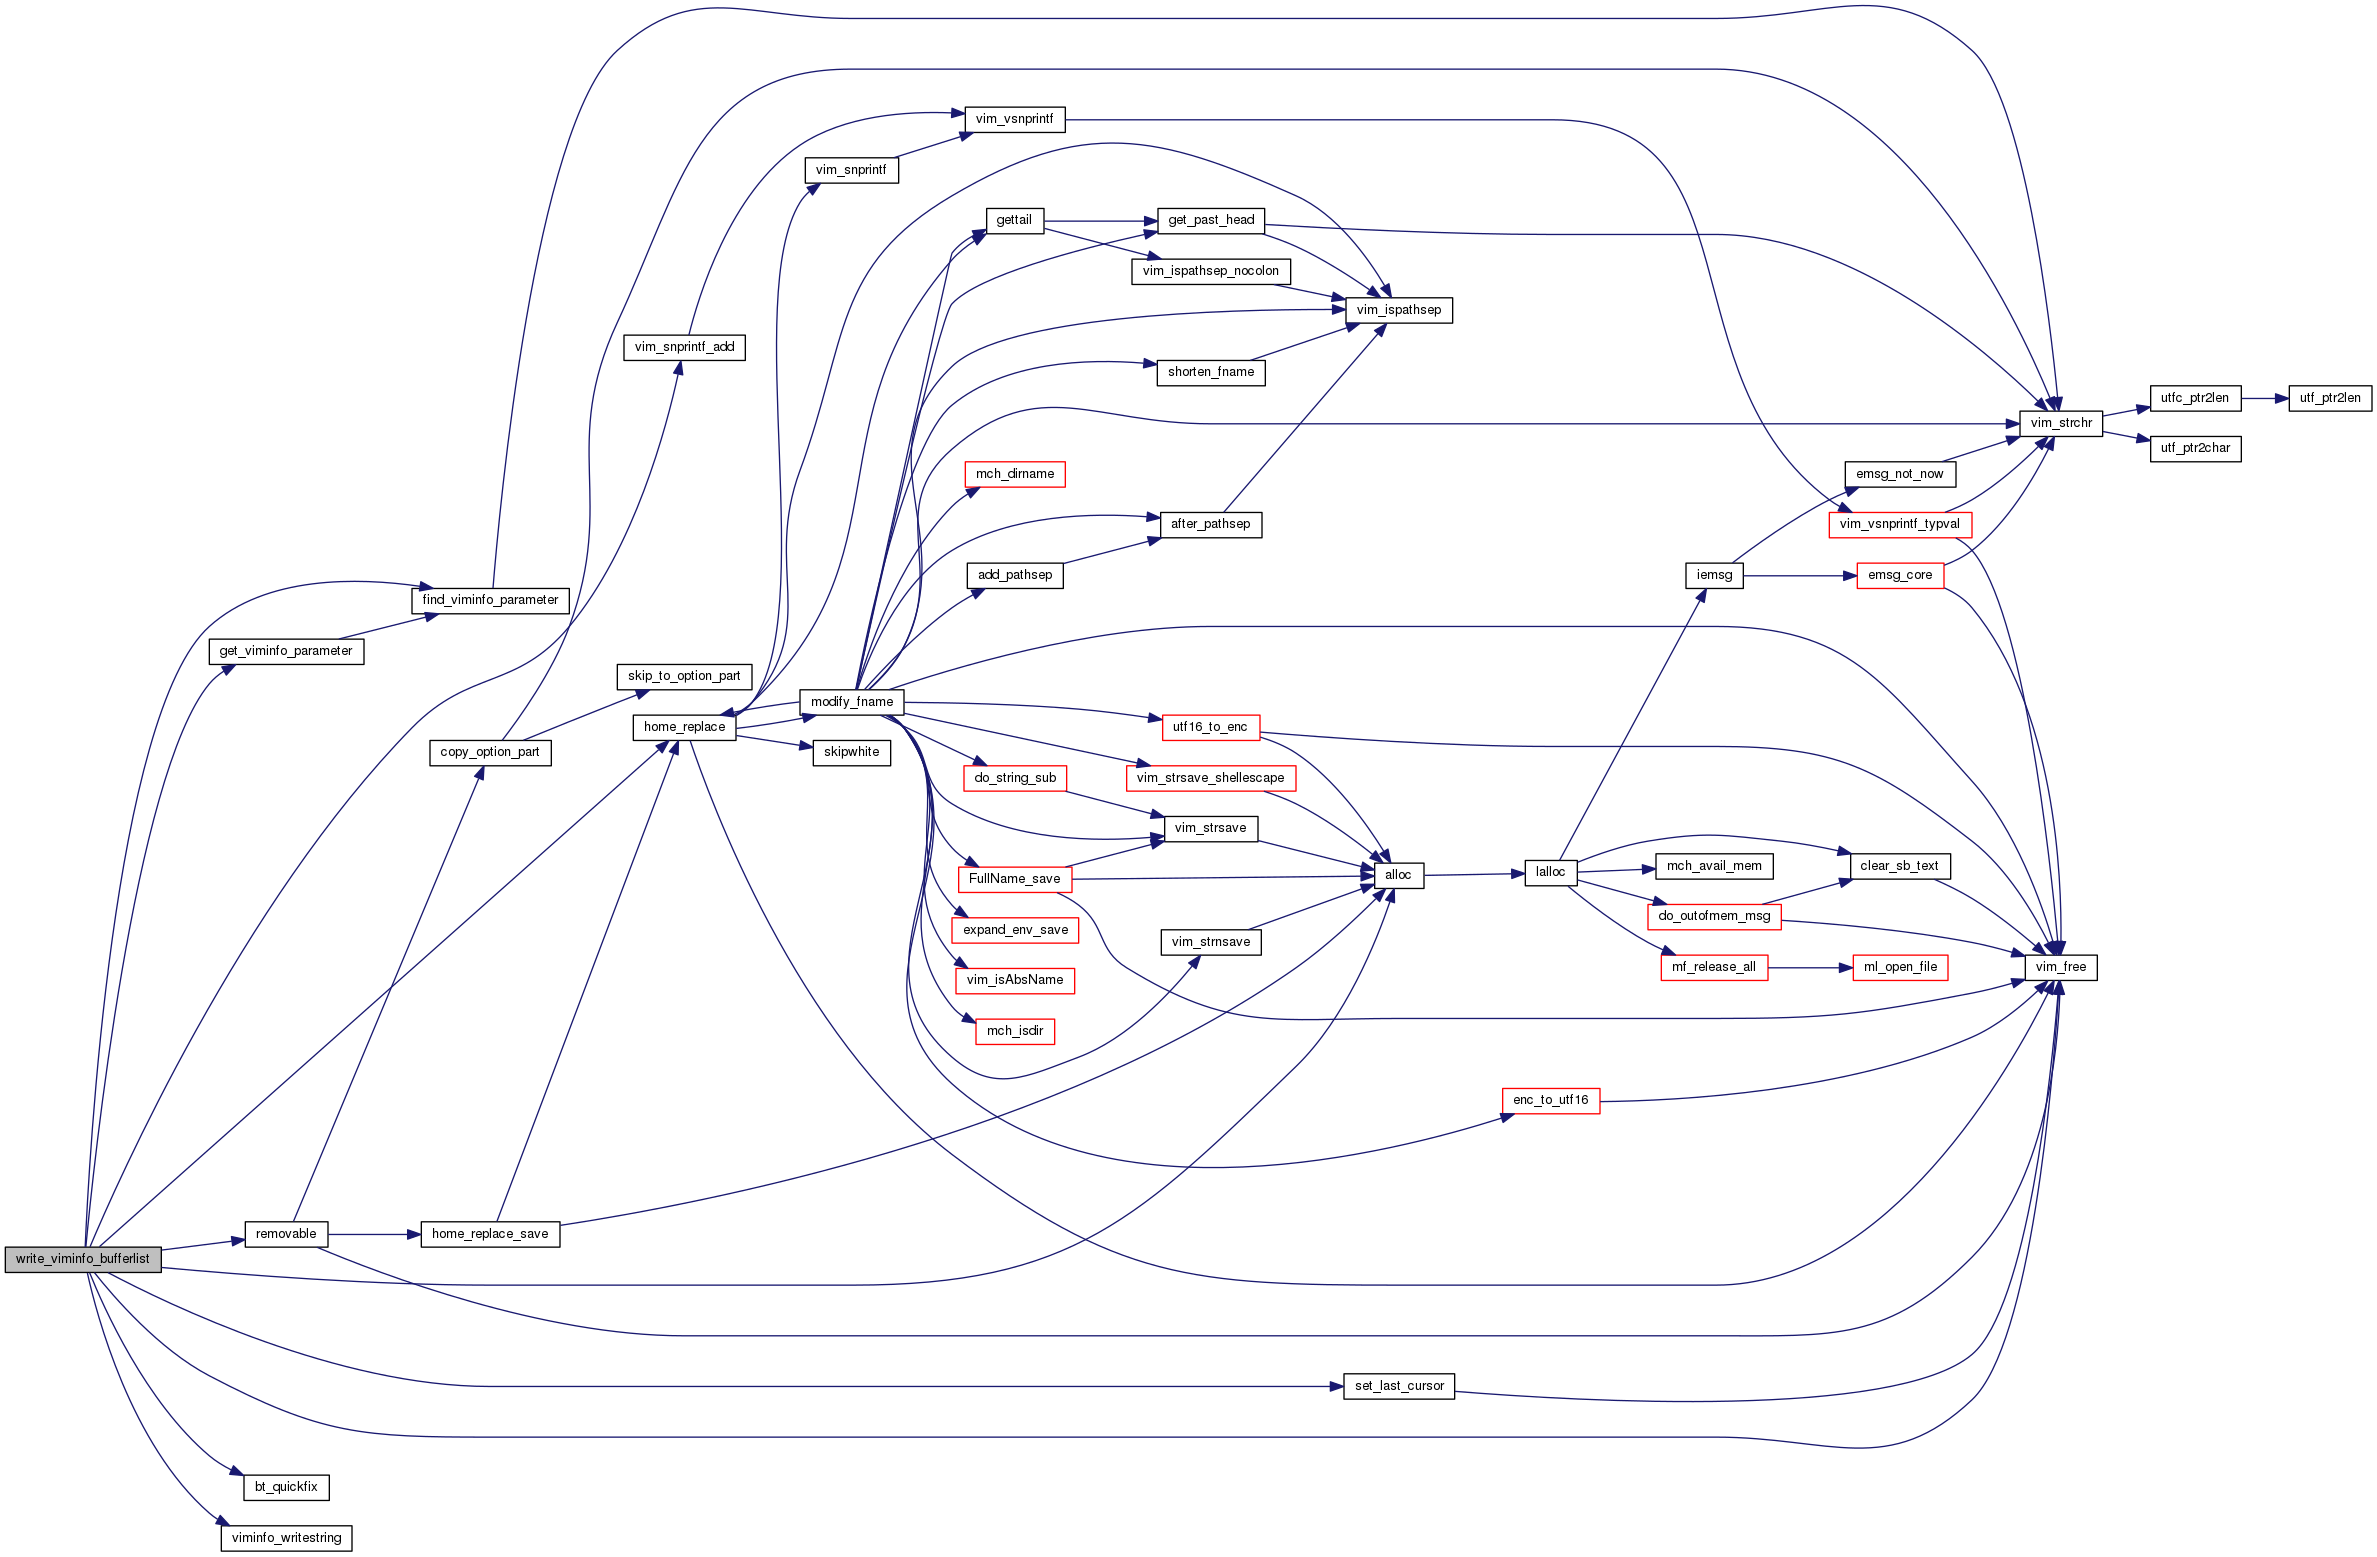 vim_vsnprintf
vim_snprintf
gettail
get_past_head
vim_ispathsep_nocolon
vim_ispathsep
vim_snprintf_add
shorten_fname
utfc_ptr2len
utf_ptr2len
vim_strchr
utf_ptr2char
mch_dirname
emsg_not_now
after_pathsep
vim_vsnprintf_typval
add_pathsep
iemsg
emsg_core
find_viminfo_parameter
get_viminfo_parameter
skip_to_option_part
modify_fname
home_replace
utf16_to_enc
copy_option_part
skipwhite
do_string_sub
vim_strsave_shellescape
vim_strsave
FullName_save
alloc
lalloc
mch_avail_mem
clear_sb_text
do_outofmem_msg
expand_env_save
vim_strnsave
mf_release_all
ml_open_file
vim_free
vim_isAbsName
mch_isdir
enc_to_utf16
removable
home_replace_save
write_viminfo_bufferlist
set_last_cursor
bt_quickfix
viminfo_writestring